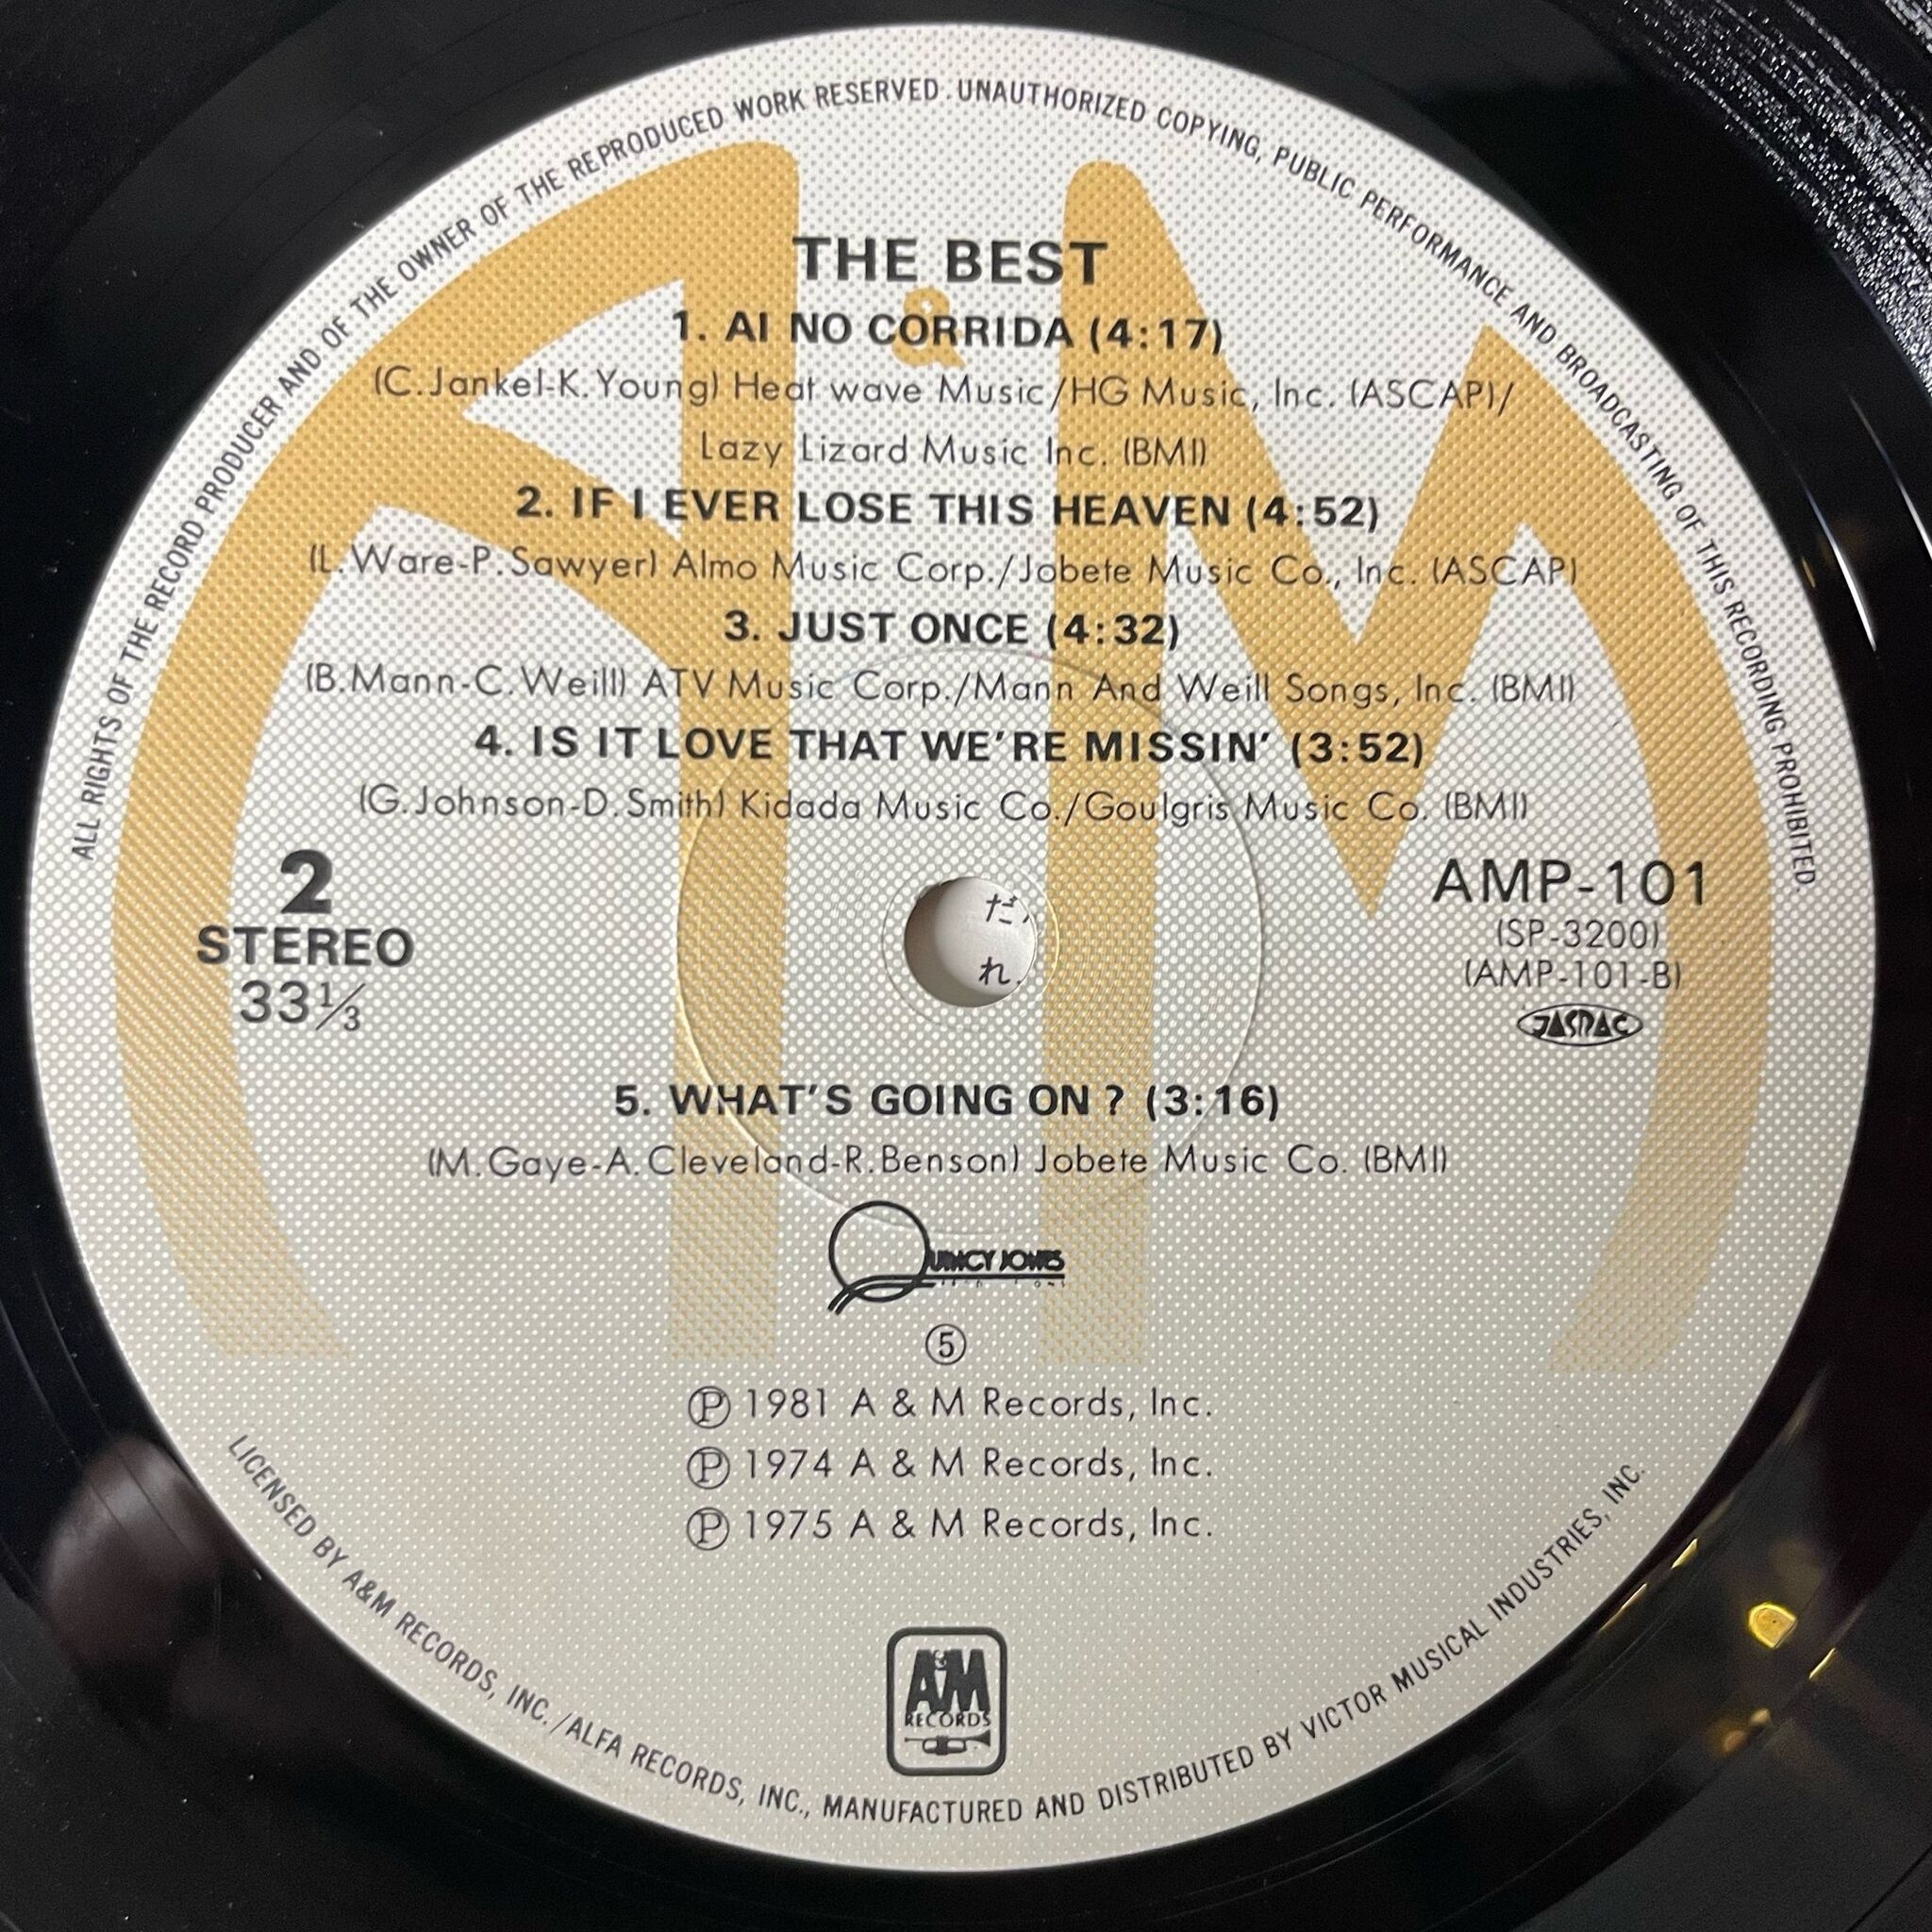 ALL RIGHTS OF THE RECORD PRODUCER AND OF THE OWNER OF THE REPRODUCED WORK RESERVED. UNAUTHORIZED COPYING, PUBLIC PERFORMANCE AND BROADCASTING OF THIS RECORDING PROHIBITED.
THE BEST
A & M
1. AI NO CORRIDA (4:17)
(C.Jankel-K.Young) Heat wave Music/HG Music, Inc. (ASCAP)/
Lazy Lizard Music Inc. (BMI)
2. IF I EVER LOSE THIS HEAVEN (4:52)
(L.Ware-P.Sawyer) Almo Music Corp./Jobete Music Co., Inc. (ASCAP)
3. JUST ONCE (4:32)
(B.Mann-C.Weill) ATV Music Corp./Mann And Weill Songs, Inc. (BMI)
4. IS IT LOVE THAT WE'RE MISSIN' (3:52)
(G.Johnson-D.Smith) Kidada Music Co./Goulgris Music Co. (BMI)
2
STEREO
33⅓
だ
れ
AMP-101
(SP-3200)
(AMP-101-B)
JASRAC
5. WHAT'S GOING ON ? (3:16)
(M.Gaye-A.Cleveland-R.Benson) Jobete Music Co. (BMI)
QUINCY JONES
⑤
Ⓟ 1981 A & M Records, Inc.
Ⓟ 1974 A & M Records, Inc.
Ⓟ 1975 A & M Records, Inc.
A&M
RECORDS
LICENSED BY A&M RECORDS, INC./ALFA RECORDS, INC., MANUFACTURED AND DISTRIBUTED BY VICTOR MUSICAL INDUSTRIES, INC.